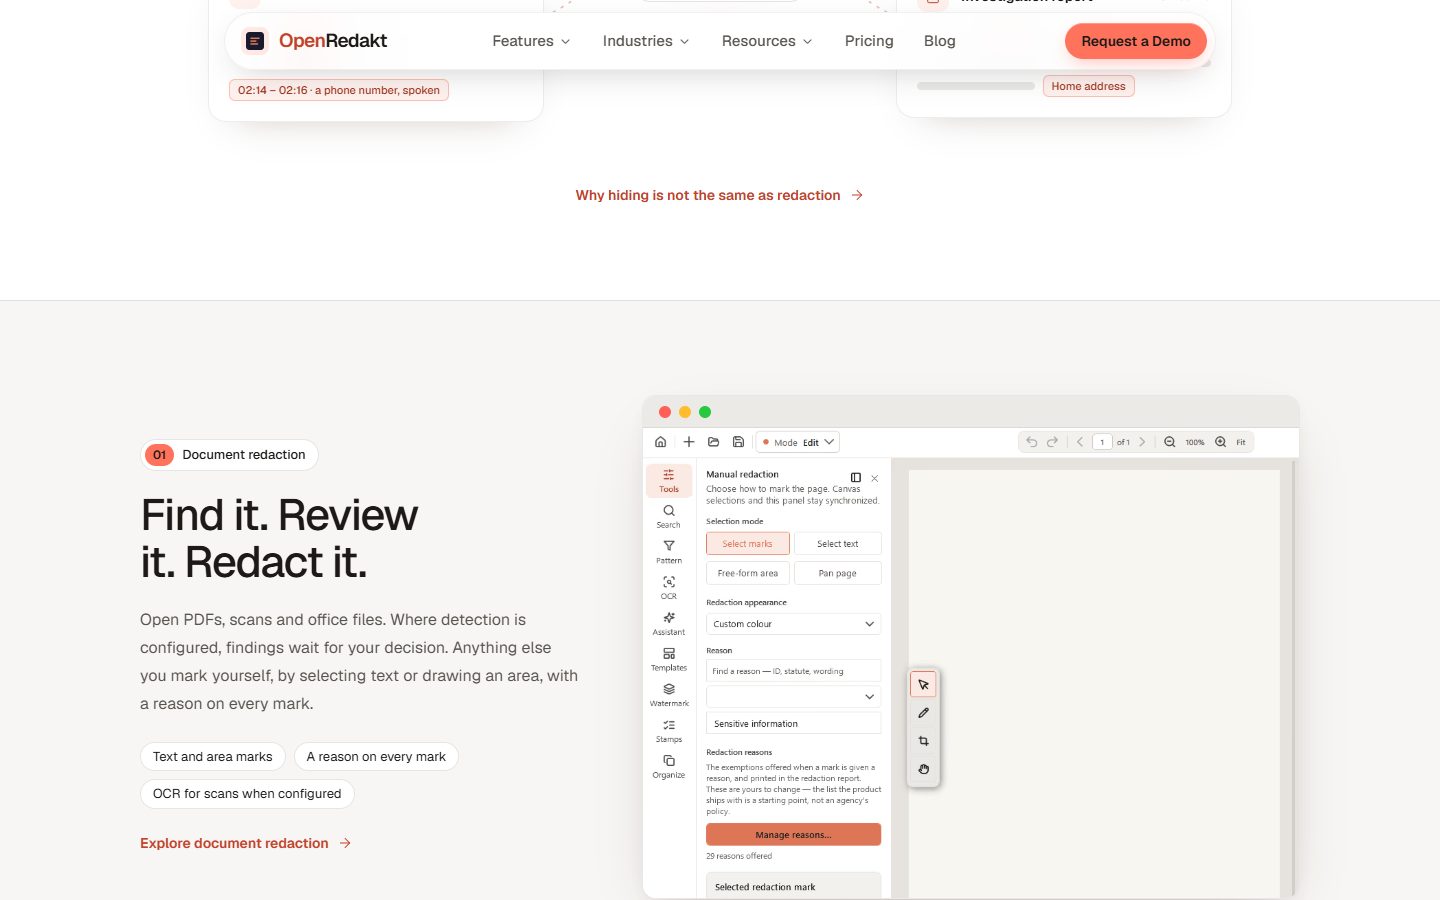 Investigation report
OpenRedakt
Features
Industries
Resources
Pricing
Blog
Request a Demo
02:14 – 02:16 · a phone number, spoken
Home address
Why hiding is not the same as redaction
01 Document redaction
Find it. Review
it. Redact it.
Open PDFs, scans and office files. Where detection is
configured, findings wait for your decision. Anything else
you mark yourself, by selecting text or drawing an area, with
a reason on every mark.
Text and area marks
A reason on every mark
OCR for scans when configured
Explore document redaction
Mode Edit
1 of 1
100%
Fit
Tools
Search
Pattern
OCR
Assistant
Templates
Watermark
Stamps
Organize
Manual redaction
Choose how to mark the page. Canvas
selections and this panel stay synchronized.
Selection mode
Select marks
Select text
Free-form area
Pan page
Redaction appearance
Custom colour
Reason
Find a reason — ID, statute, wording
Sensitive information
Redaction reasons
The exemptions offered when a mark is given a
reason, and printed in the redaction report.
These are yours to change — the list the product
ships with is a starting point, not an agency's
policy.
Manage reasons...
29 reasons offered
Selected redaction mark